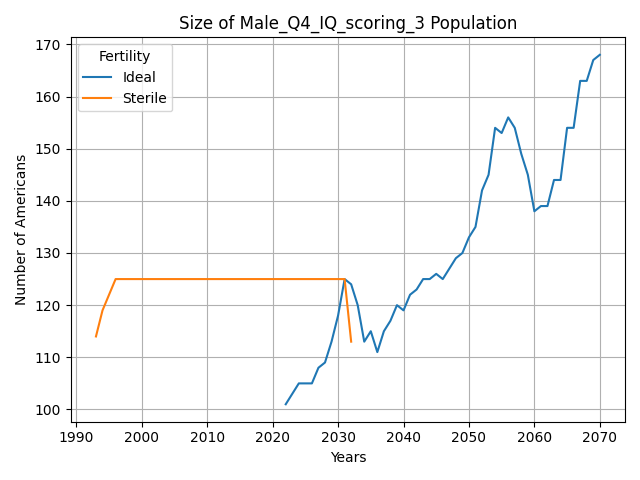 Size of Male_Q4_IQ_scoring_3 Population
Fertility
Ideal
Sterile
Number of Americans
170
160
150
140
130
120
110
100
1990
2000
2010
2020
2030
2040
2050
2060
2070
Years